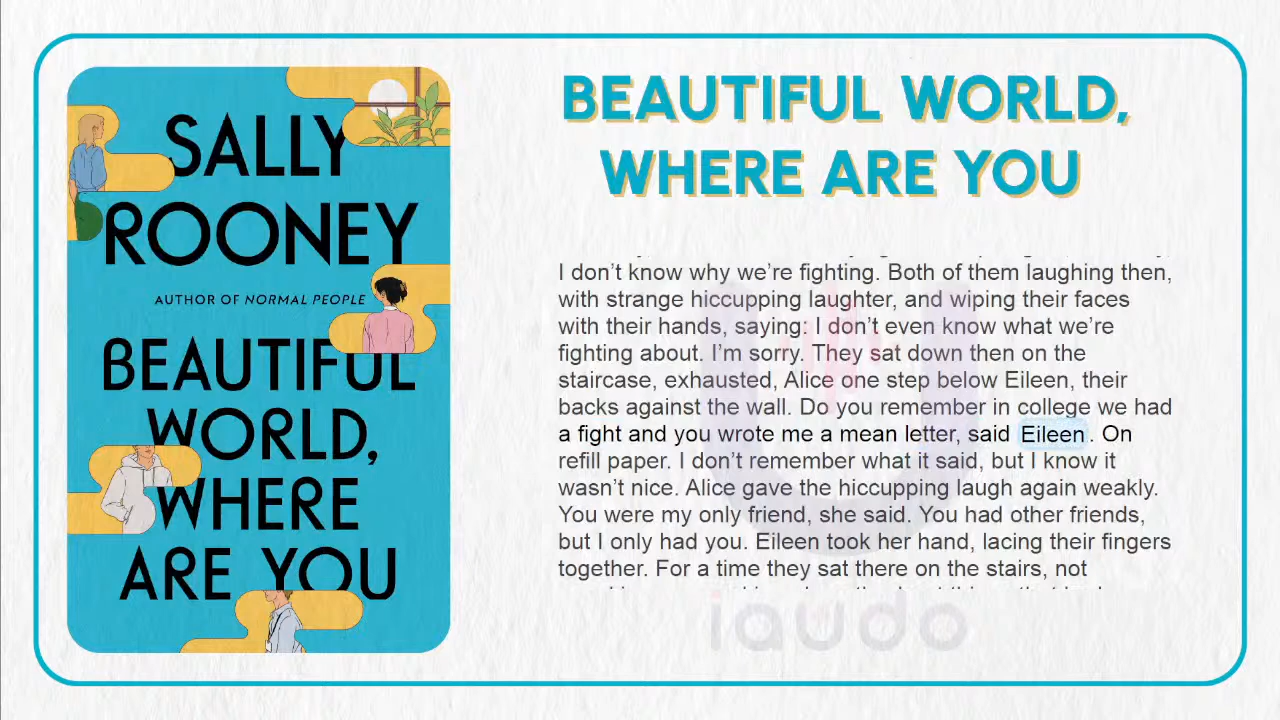 SALLY
ROONEY
AUTHOR OF NORMAL PEOPLE
BEAUTIFUL
WORLD,
WHERE
ARE YOU
BEAUTIFUL WORLD,
WHERE ARE YOU
I don’t know why we’re fighting. Both of them laughing then,
with strange hiccupping laughter, and wiping their faces
with their hands, saying: I don’t even know what we’re
fighting about. I’m sorry. They sat down then on the
staircase, exhausted, Alice one step below Eileen, their
backs against the wall. Do you remember in college we had
a fight and you wrote me a mean letter, said Eileen. On
refill paper. I don’t remember what it said, but I know it
wasn’t nice. Alice gave the hiccupping laugh again weakly.
You were my only friend, she said. You had other friends,
but I only had you. Eileen took her hand, lacing their fingers
together. For a time they sat there on the stairs, not
iaudo